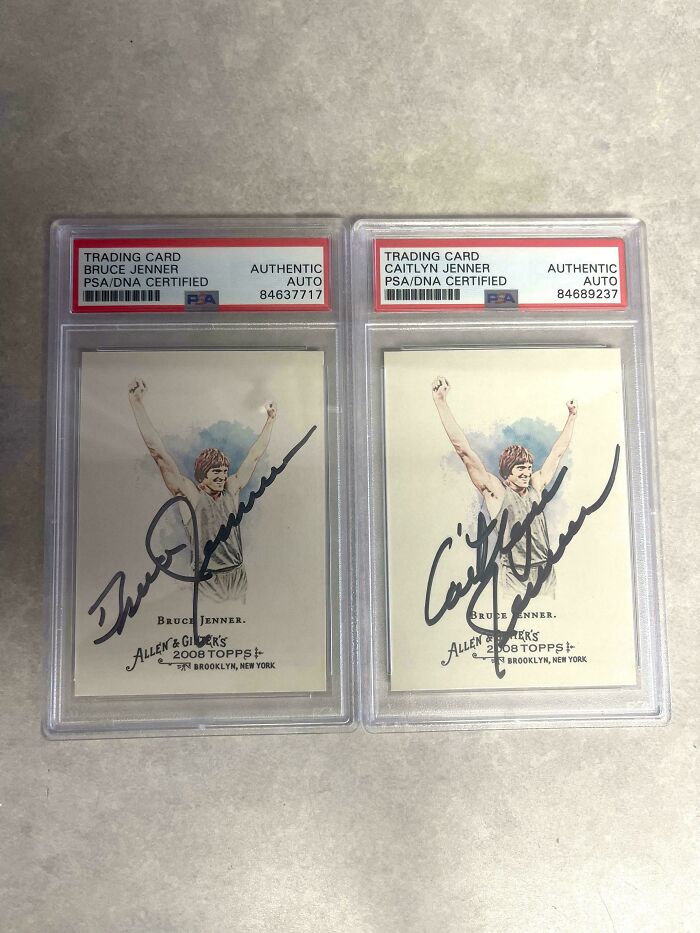 TRADING CARD
BRUCE JENNER AUTHENTIC
PSA/DNA CERTIFIED AUTO
PSA 84637717
Bruce Jenner
BRUCE JENNER.
ALLEN & GINTER'S
2008 TOPPS
BROOKLYN, NEW YORK
TRADING CARD
CAITLYN JENNER AUTHENTIC
PSA/DNA CERTIFIED AUTO
PSA 84689237
Caitlyn Jenner
BRUCE JENNER.
ALLEN & GINTER'S
2008 TOPPS
BROOKLYN, NEW YORK